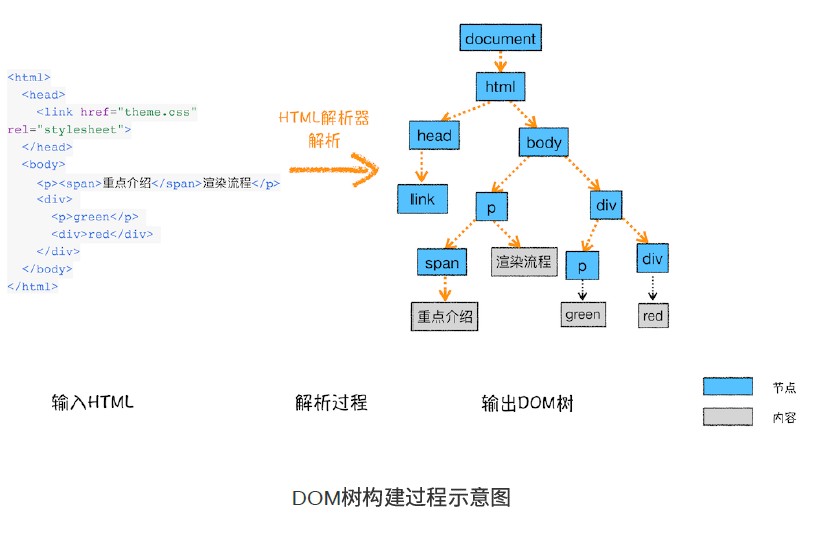 <html>
<head>
<link href="theme.css"
rel="stylesheet">
</head>
<body>
<p><span>重点介绍</span>渲染流程</p>
<div>
<p>green</p>
<div>red</div>
</div>
</body>
</html>
HTML解析器
解析
document
html
head
body
link
p
div
span
渲染流程
p
div
重点介绍
green
red
输入HTML
解析过程
输出DOM树
节点
内容
DOM树构建过程示意图